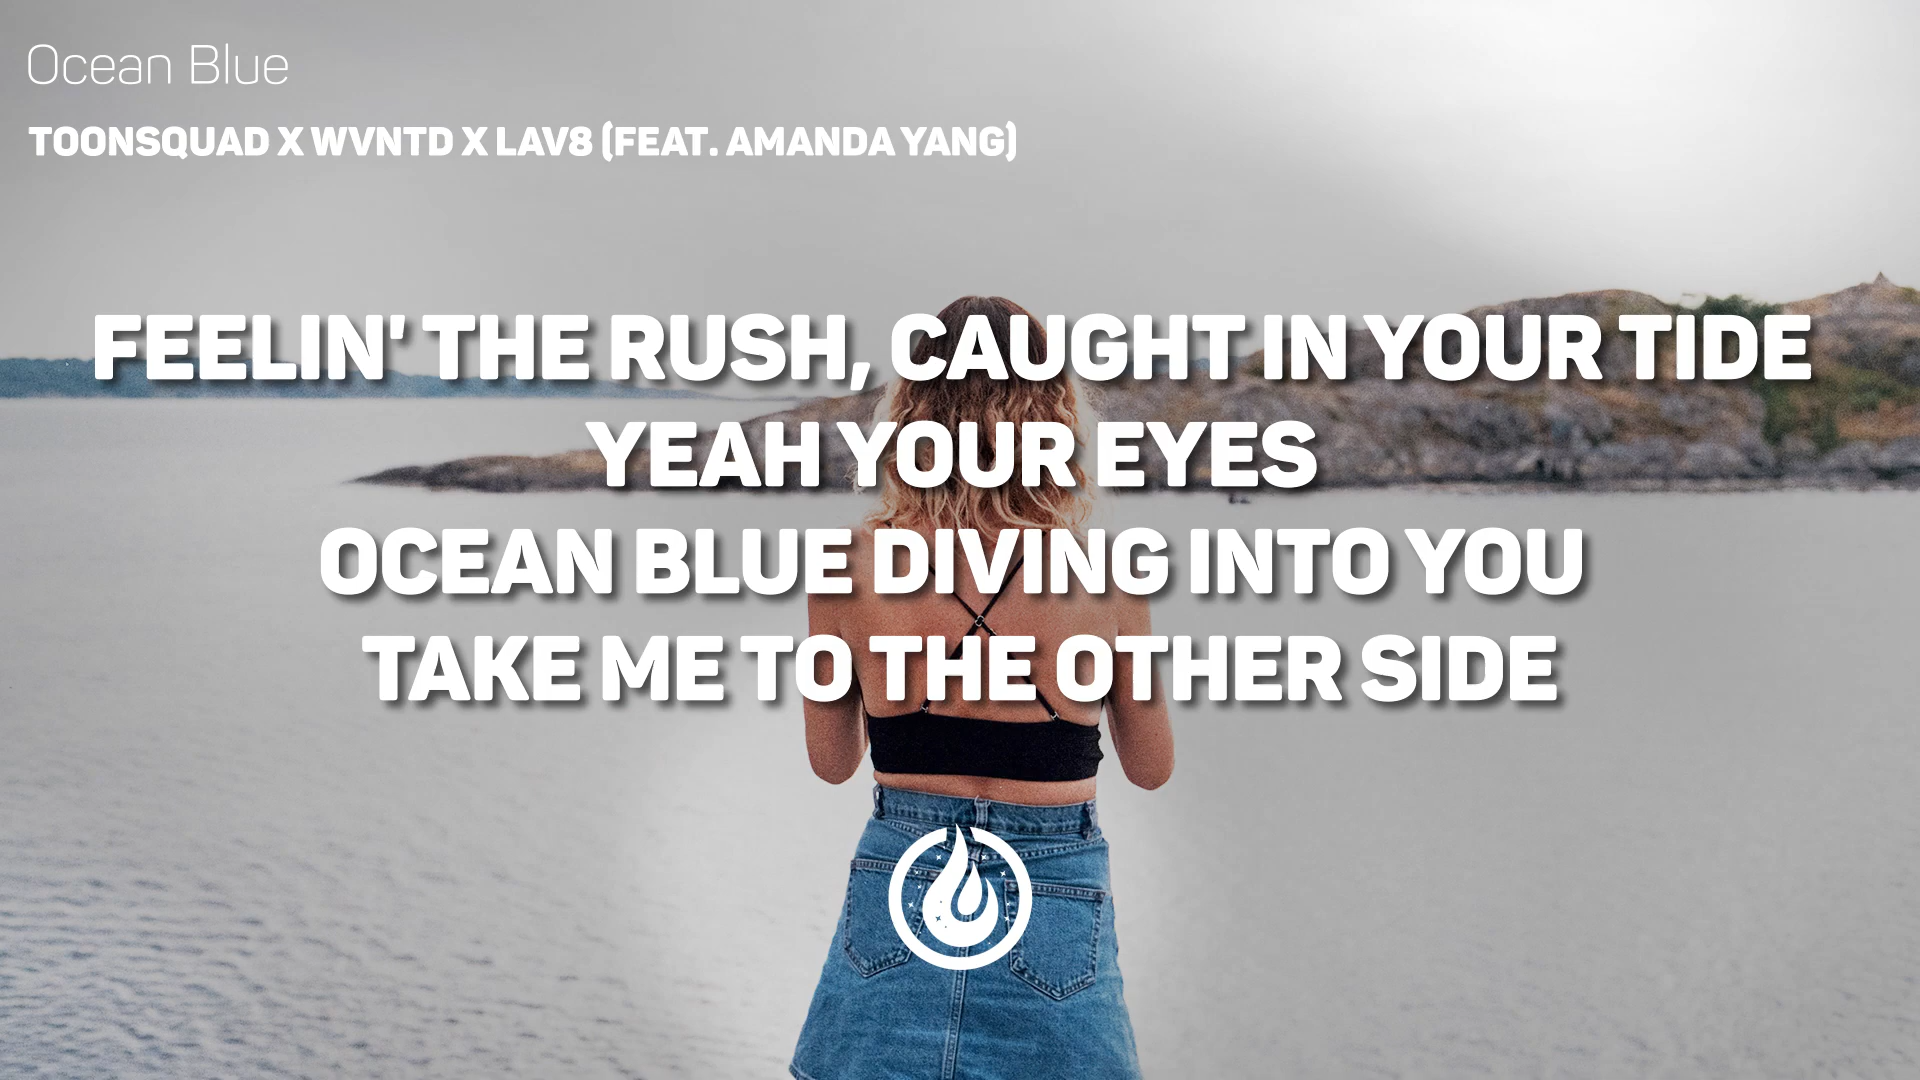 Ocean Blue
TOONSQUAD X WVNTD X LAV8 (FEAT. AMANDA YANG)
FEELIN' THE RUSH, CAUGHT IN YOUR TIDE
YEAH YOUR EYES
OCEAN BLUE DIVING INTO YOU
TAKE ME TO THE OTHER SIDE